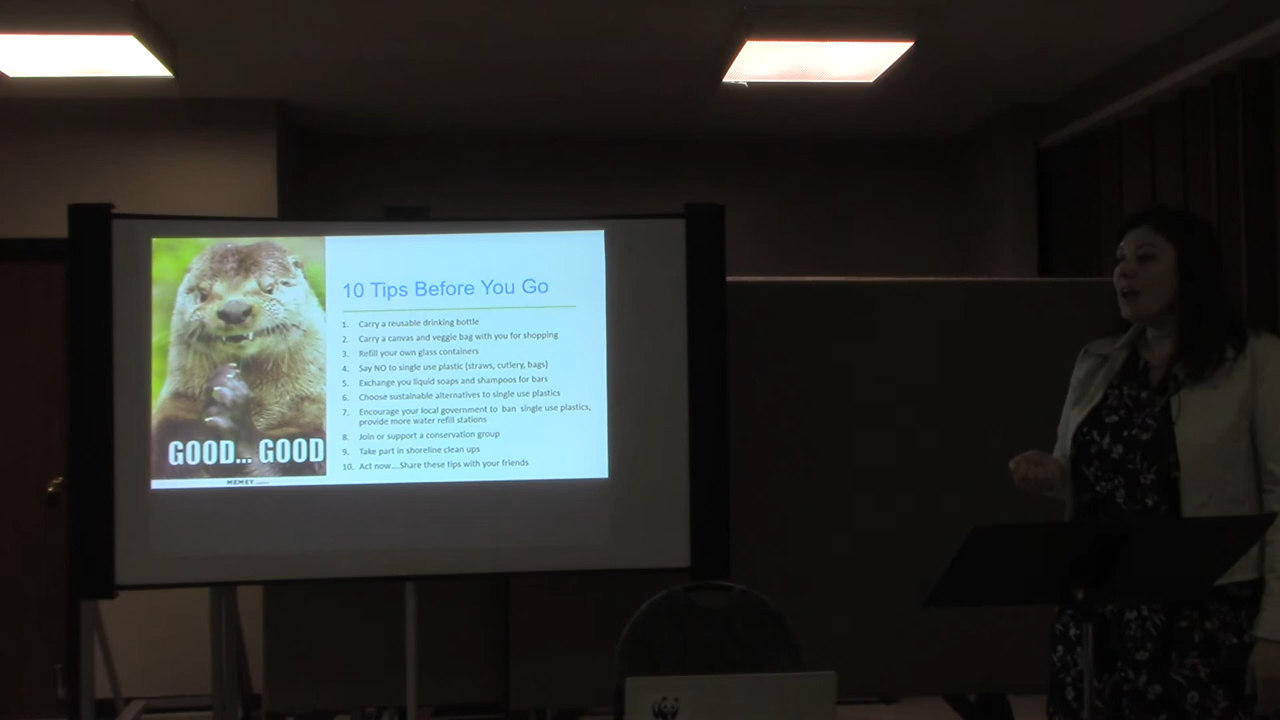 10 Tips Before You Go
1. Carry a reusable drinking bottle
2. Carry a canvas and veggie bag with you for shopping
3. Refill your own glass containers
4. Say NO to single use plastic (straws, cutlery, bags)
5. Exchange you liquid soaps and shampoos for bars
6. Choose sustainable alternatives to single use plastics
7. Encourage your local government to ban single use plastics,
provide more water refill stations
8. Join or support a conservation group
9. Take part in shoreline clean ups
10. Act now....Share these tips with your friends
GOOD... GOOD
MEMEY